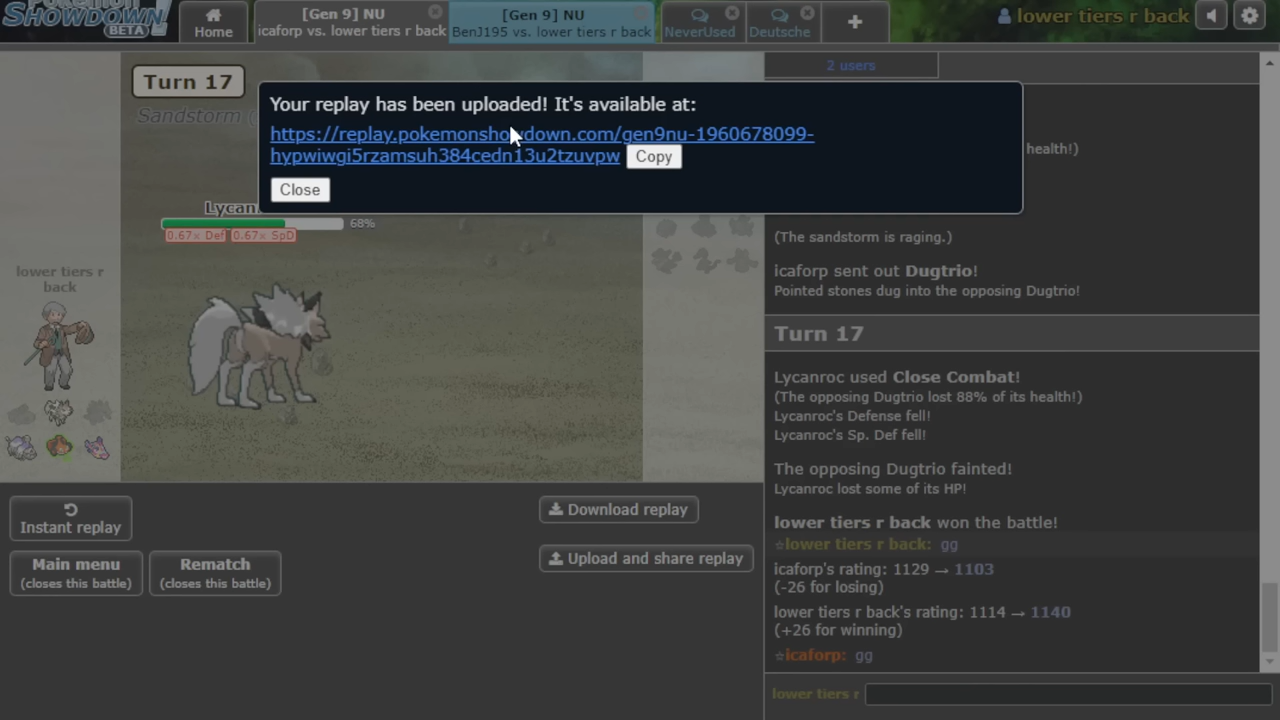 Pokémon
SHOWDOWN!
BETA
Home
[Gen 9] NU
icaforp vs. lower tiers r back
[Gen 9] NU
BenJ195 vs. lower tiers r back
NeverUsed
Deutsche
+
lower tiers r back
2 users
Turn 17
Sandstorm (
Your replay has been uploaded! It's available at:
https://replay.pokemonshowdown.com/gen9nu-1960678099-
hypwiwgi5rzamsuh384cedn13u2tzuvpw Copy
Close
health!)
Lycan
68%
0.67× Def 0.67× SpD
lower tiers r
back
(The sandstorm is raging.)
icaforp sent out Dugtrio!
Pointed stones dug into the opposing Dugtrio!
Turn 17
Lycanroc used Close Combat!
(The opposing Dugtrio lost 88% of its health!)
Lycanroc's Defense fell!
Lycanroc's Sp. Def fell!
The opposing Dugtrio fainted!
Lycanroc lost some of its HP!
lower tiers r back won the battle!
☆lower tiers r back: gg
icaforp's rating: 1129 → 1103
(-26 for losing)
lower tiers r back's rating: 1114 → 1140
(+26 for winning)
☆icaforp: gg
lower tiers r
Instant replay
Download replay
Upload and share replay
Main menu
(closes this battle)
Rematch
(closes this battle)